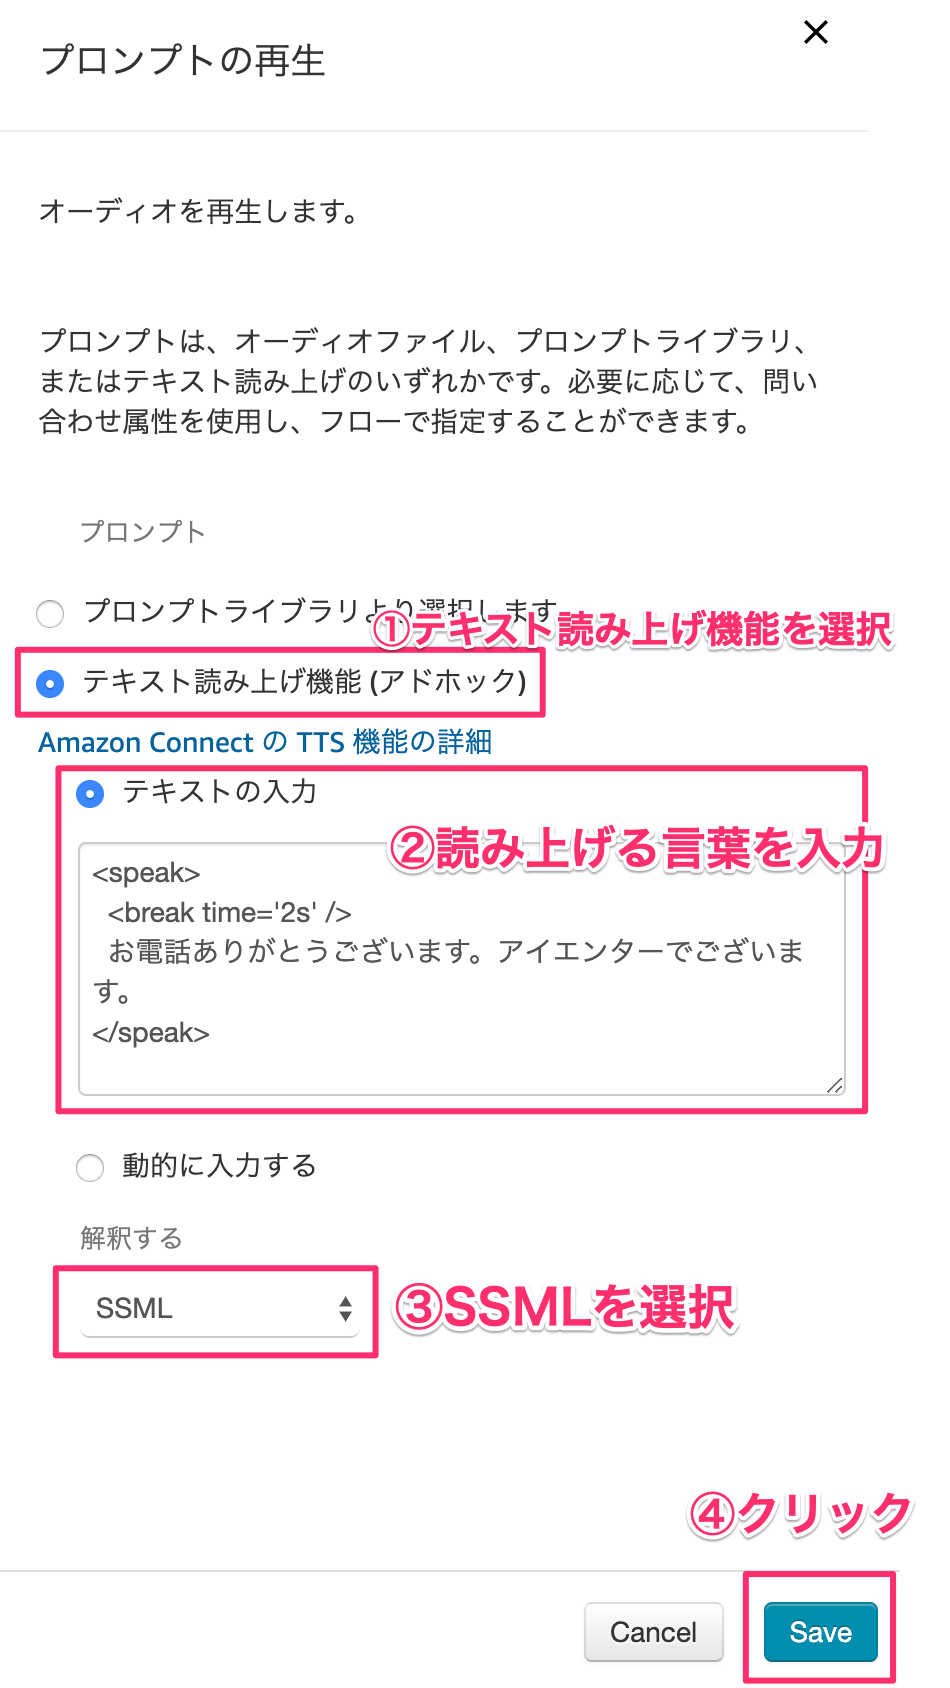 プロンプトの再生
オーディオを再生します。
プロンプトは、オーディオファイル、プロンプトライブラリ、
またはテキスト読み上げのいずれかです。必要に応じて、問い
合わせ属性を使用し、フローで指定することができます。
プロンプト
プロンプトライブラリより選択します
①テキスト読み上げ機能を選択
テキスト読み上げ機能 (アドホック)
Amazon Connect の TTS 機能の詳細
テキストの入力
②読み上げる言葉を入力
<speak>
<break time='2s' />
お電話ありがとうございます。アイエンターでございま
す。
</speak>
動的に入力する
解釈する
SSML
③SSMLを選択
④クリック
Cancel
Save